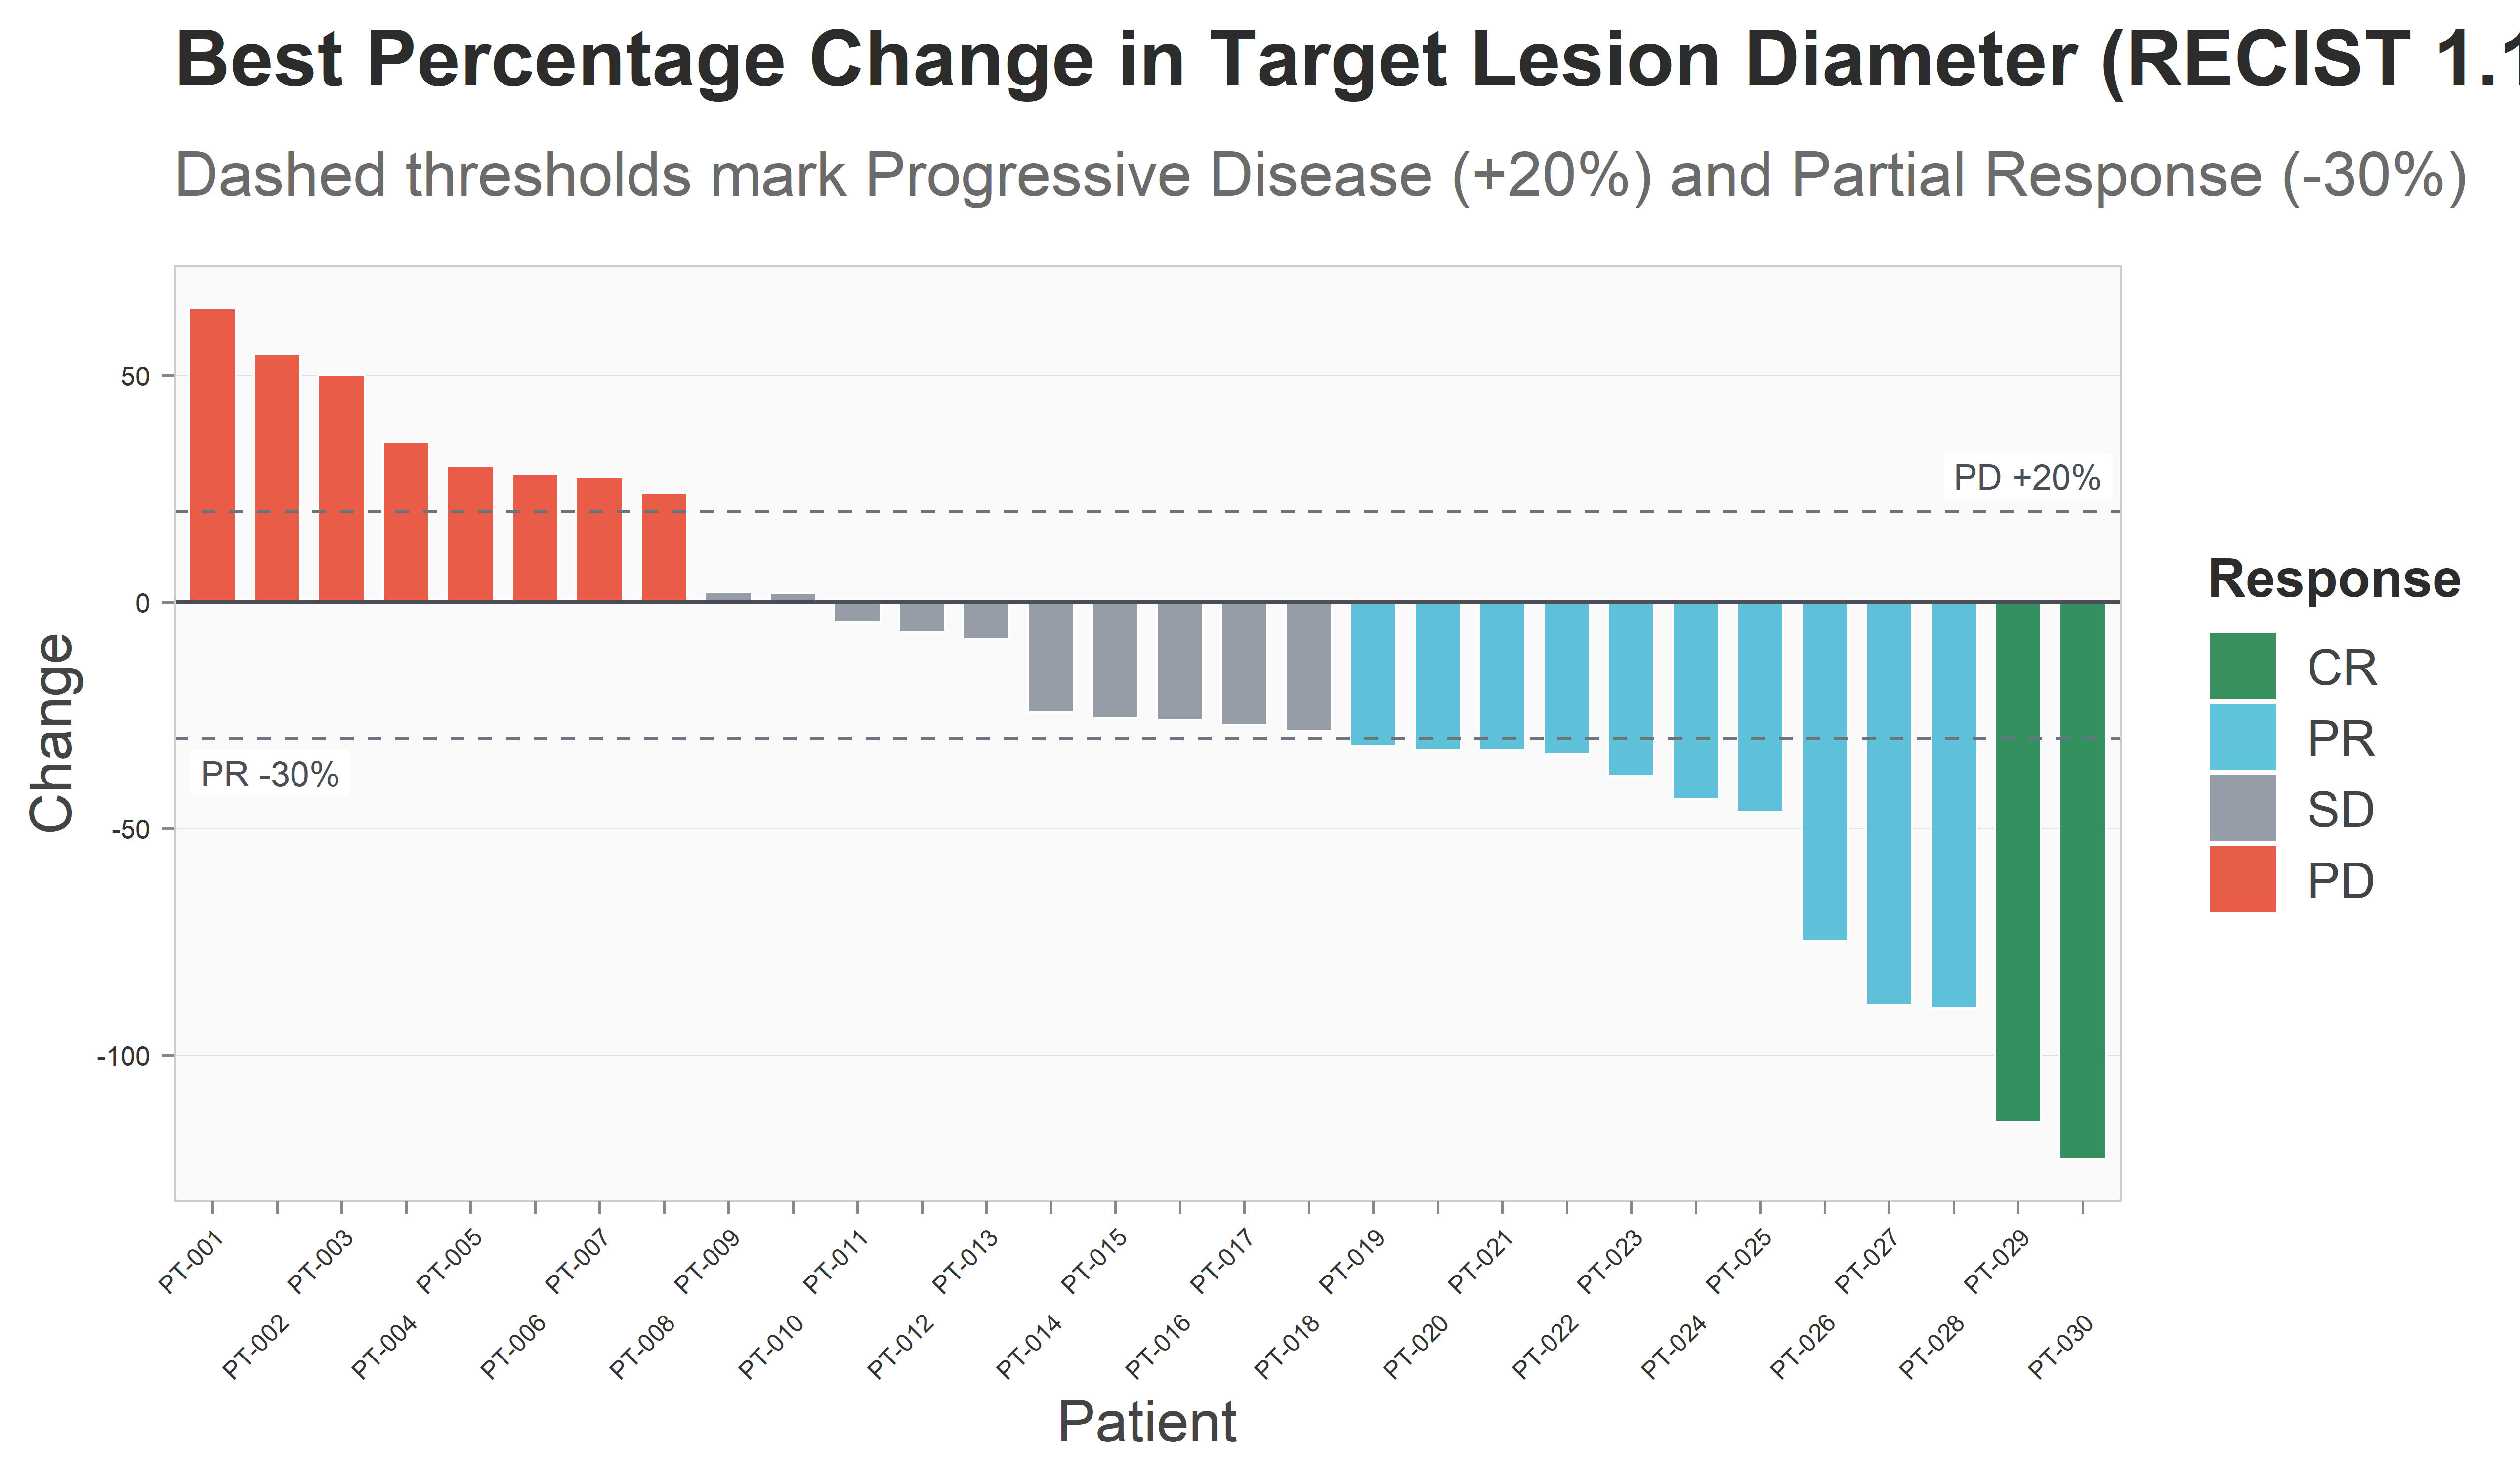 Best Percentage Change in Target Lesion Diameter (RECIST 1.1
Dashed thresholds mark Progressive Disease (+20%) and Partial Response (-30%)
50
0
-50
-100
Change
PD +20%
PR -30%
Response
CR
PR
SD
PD
PT-001
PT-002
PT-003
PT-004
PT-005
PT-006
PT-007
PT-008
PT-009
PT-010
PT-011
PT-012
PT-013
PT-014
PT-015
PT-016
PT-017
PT-018
PT-019
PT-020
PT-021
PT-022
PT-023
PT-024
PT-025
PT-026
PT-027
PT-028
PT-029
PT-030
Patient